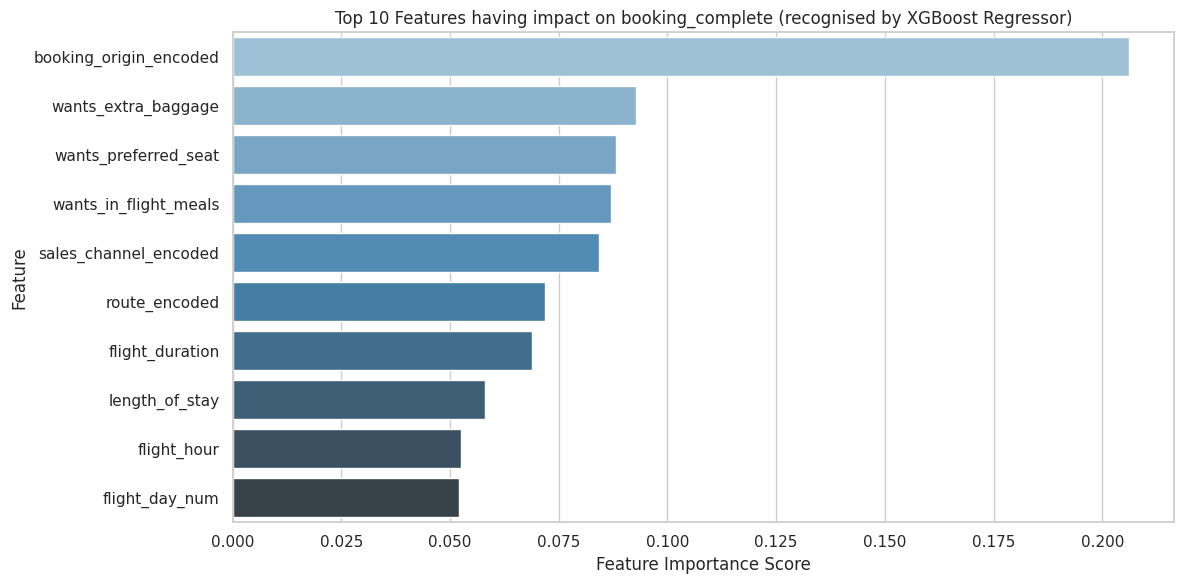 Top 10 Features having impact on booking_complete (recognised by XGBoost Regressor)
booking_origin_encoded
wants_extra_baggage
wants_preferred_seat
wants_in_flight_meals
sales_channel_encoded
route_encoded
flight_duration
length_of_stay
flight_hour
flight_day_num
Feature
0.000 0.025 0.050 0.075 0.100 0.125 0.150 0.175 0.200
Feature Importance Score